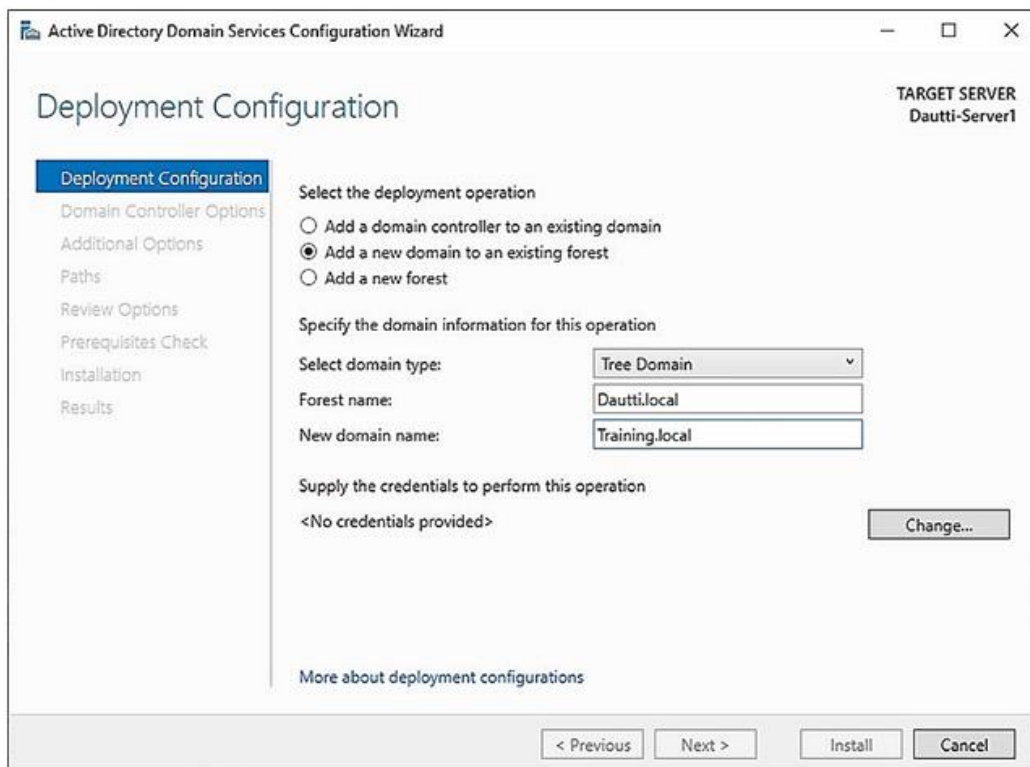 Active Directory Domain Services Configuration Wizard
Deployment Configuration
TARGET SERVER
Dautti-Server1
Deployment Configuration
Domain Controller Options
Additional Options
Paths
Review Options
Prerequisites Check
Installation
Results
Select the deployment operation
Add a domain controller to an existing domain
Add a new domain to an existing forest
Add a new forest
Specify the domain information for this operation
Select domain type: Tree Domain
Forest name: Dautti.local
New domain name: Training.local
Supply the credentials to perform this operation
<No credentials provided> Change...
More about deployment configurations
< Previous Next > Install Cancel